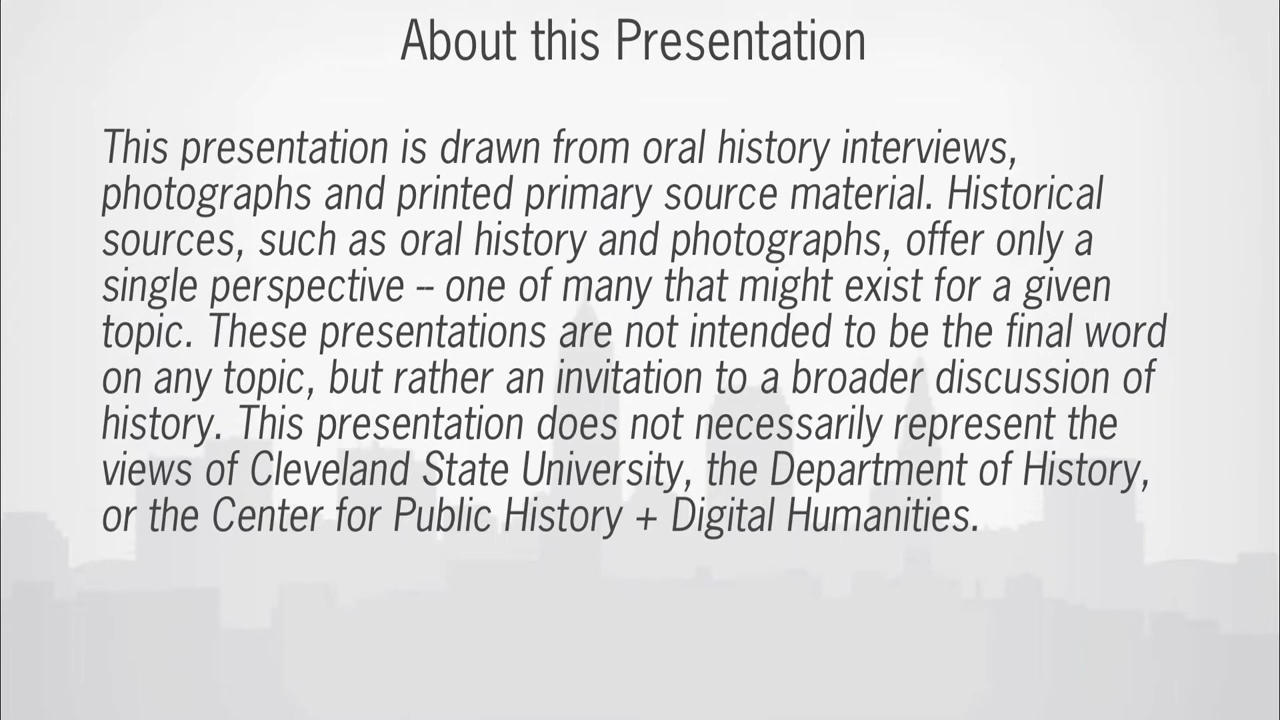 About this Presentation
This presentation is drawn from oral history interviews,
photographs and printed primary source material. Historical
sources, such as oral history and photographs, offer only a
single perspective – one of many that might exist for a given
topic. These presentations are not intended to be the final word
on any topic, but rather an invitation to a broader discussion of
history. This presentation does not necessarily represent the
views of Cleveland State University, the Department of History,
or the Center for Public History + Digital Humanities.